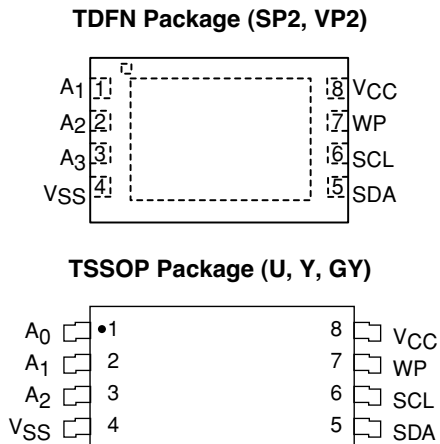 TDFN Package (SP2, VP2)
A1 1 8 VCC
A2 2 7 WP
A3 3 6 SCL
VSS 4 5 SDA
TSSOP Package (U, Y, GY)
A0 1 8 VCC
A1 2 7 WP
A2 3 6 SCL
VSS 4 5 SDA